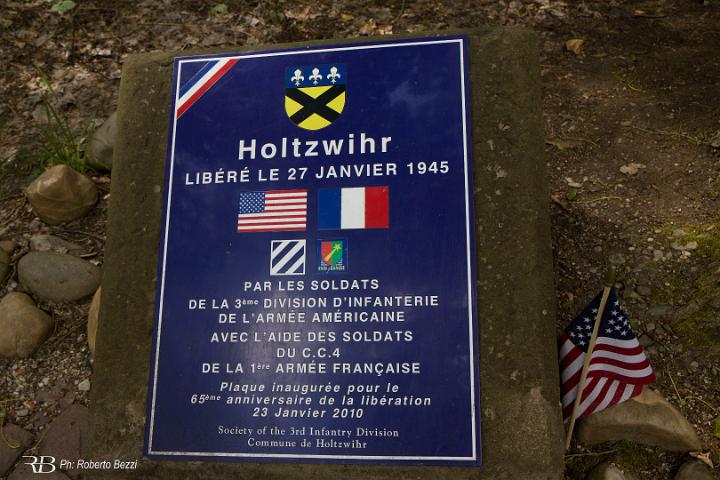 Holtzwihr
LIBÉRÉ LE 27 JANVIER 1945
PAR LES SOLDATS
DE LA 3ème DIVISION D'INFANTERIE
DE L'ARMÉE AMÉRICAINE
AVEC L'AIDE DES SOLDATS
DU C.C.4
DE LA 1ère ARMÉE FRANÇAISE
Plaque inaugurée pour le
65ème anniversaire de la libération
23 Janvier 2010
Society of the 3rd Infantry Division
Commune de Holtzwihr
RB Ph: Roberto Bezzi